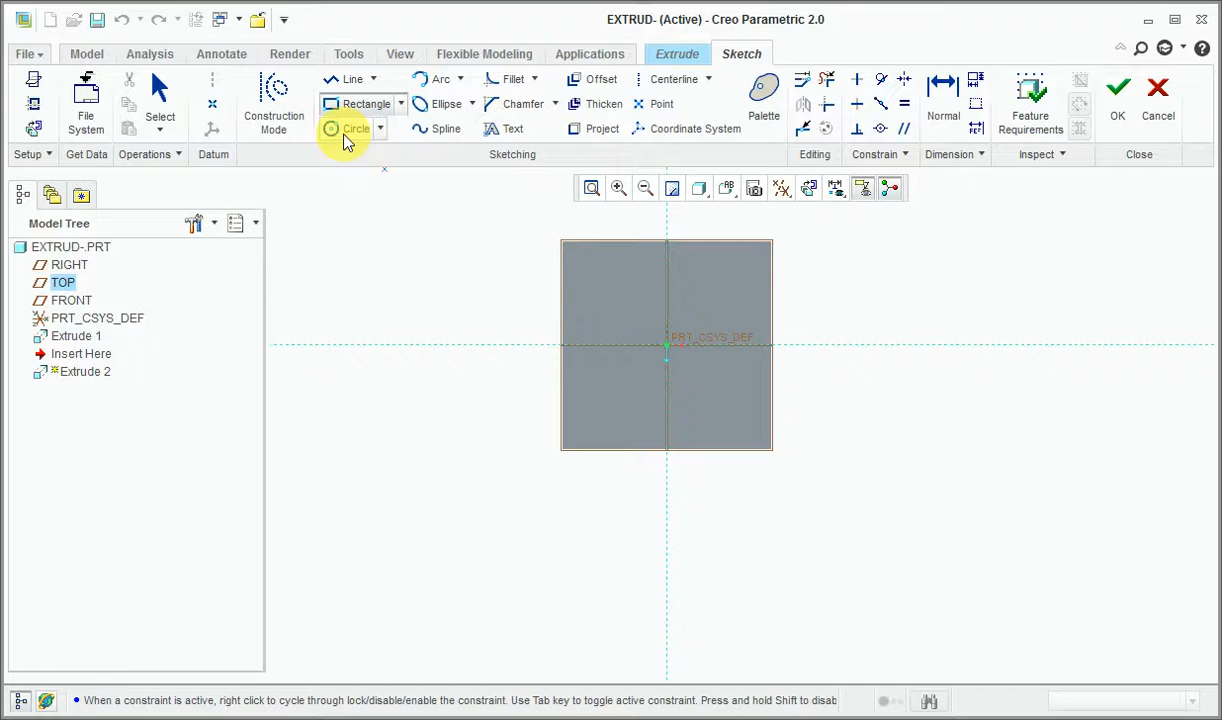 EXTRUD- (Active) - Creo Parametric 2.0
File Model Analysis Annotate Render Tools View Flexible Modeling Applications Extrude Sketch
Line Arc Fillet Offset Centerline
Rectangle Ellipse Chamfer Thicken Point
Circle Spline Text Project Coordinate System
File System
Select
Construction Mode
Palette
Normal
Feature Requirements
OK
Cancel
Setup Get Data Operations Datum Sketching Editing Constrain Dimension Inspect Close
Model Tree
EXTRUD-.PRT
RIGHT
TOP
FRONT
PRT_CSYS_DEF
Extrude 1
Insert Here
Extrude 2
PRT_CSYS_DEF
When a constraint is active, right click to cycle through lock/disable/enable the constraint. Use Tab key to toggle active constraint. Press and hold Shift to disab